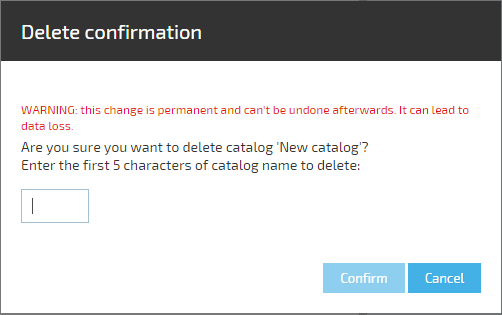 Delete confirmation
WARNING: this change is permanent and can't be undone afterwards. It can lead to
data loss.
Are you sure you want to delete catalog 'New catalog'?
Enter the first 5 characters of catalog name to delete:
Confirm Cancel